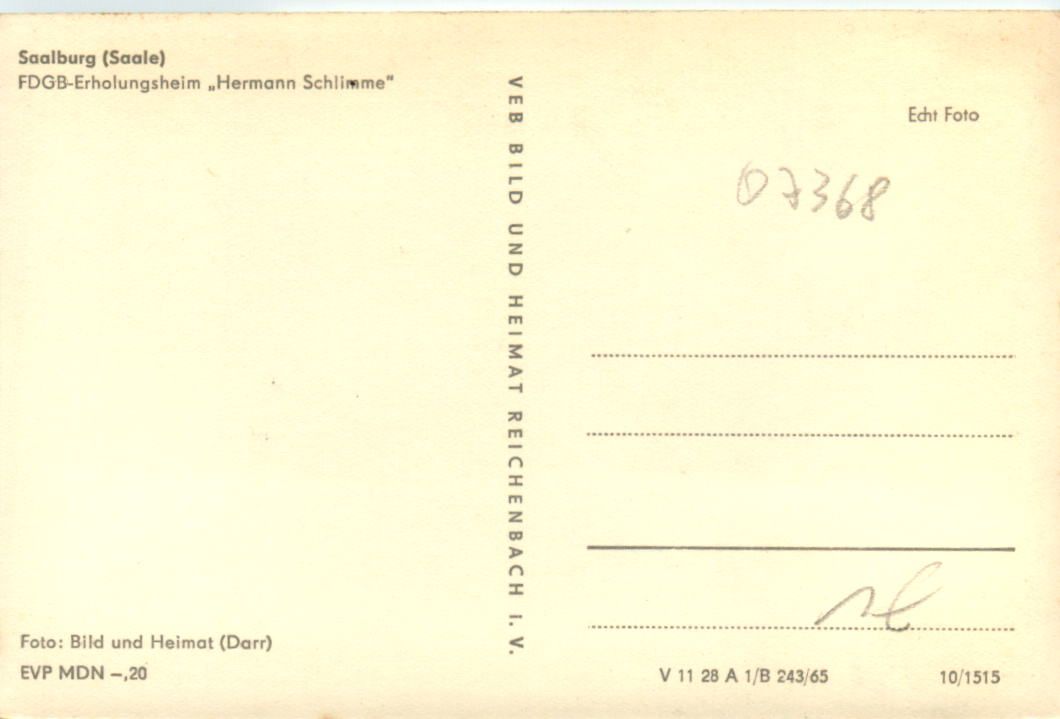 Saalburg (Saale)
FDGB-Erholungsheim „Hermann Schlimme"
Foto: Bild und Heimat (Darr)
EVP MDN –,20
VEB BILD UND HEIMAT REICHENBACH I. V.
Echt Foto
07368
V 11 28 A 1/B 243/65
10/1515